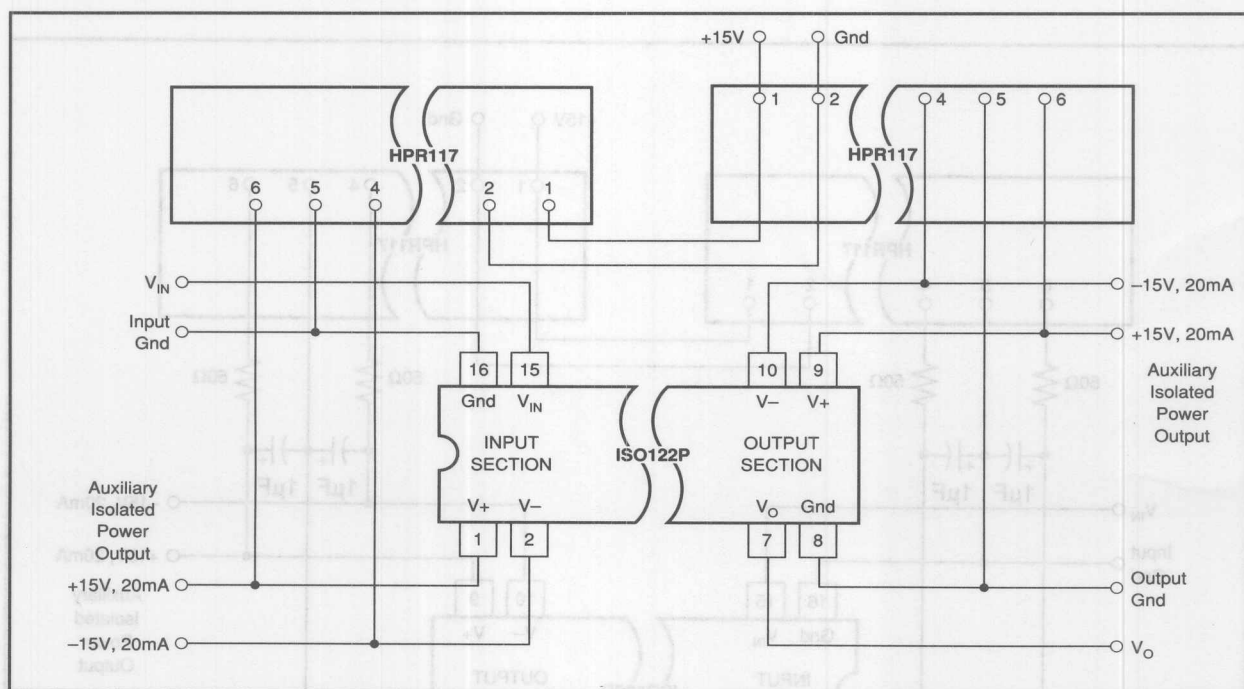 +15V Gnd
1 2 4 5 6
HPR117 HPR117
6 5 4 2 1
V_IN
–15V, 20mA
Input
Gnd
+15V, 20mA
16 15 10 9
Gnd V_IN V– V+
Auxiliary
Isolated
Power
Output
INPUT
SECTION
ISO122P
OUTPUT
SECTION
Auxiliary
Isolated
Power
Output
V+ V– V_O Gnd
1 2 7 8
+15V, 20mA
Output
Gnd
–15V, 20mA
V_O